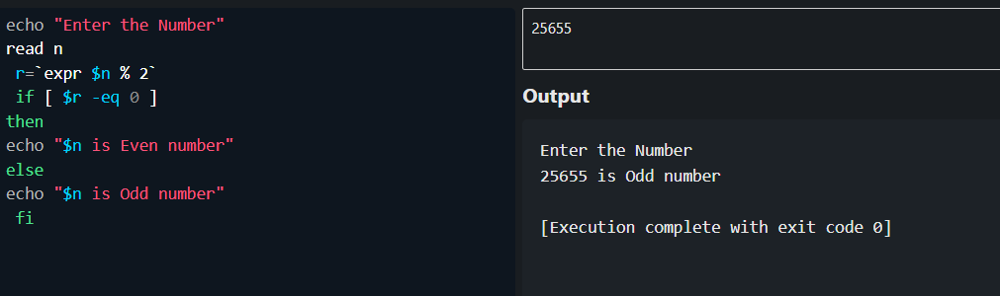 echo "Enter the Number"
read n
r=`expr $n % 2`
if [ $r -eq 0 ]
then
echo "$n is Even number"
else
echo "$n is Odd number"
fi
25655
Output
Enter the Number
25655 is Odd number
[Execution complete with exit code 0]